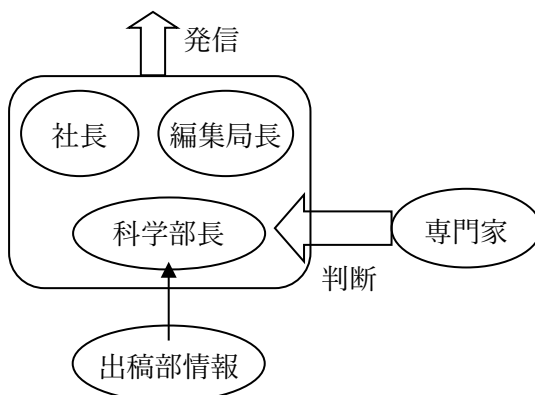 発信
社長
編集局長
科学部長
専門家
判断
出稿部情報